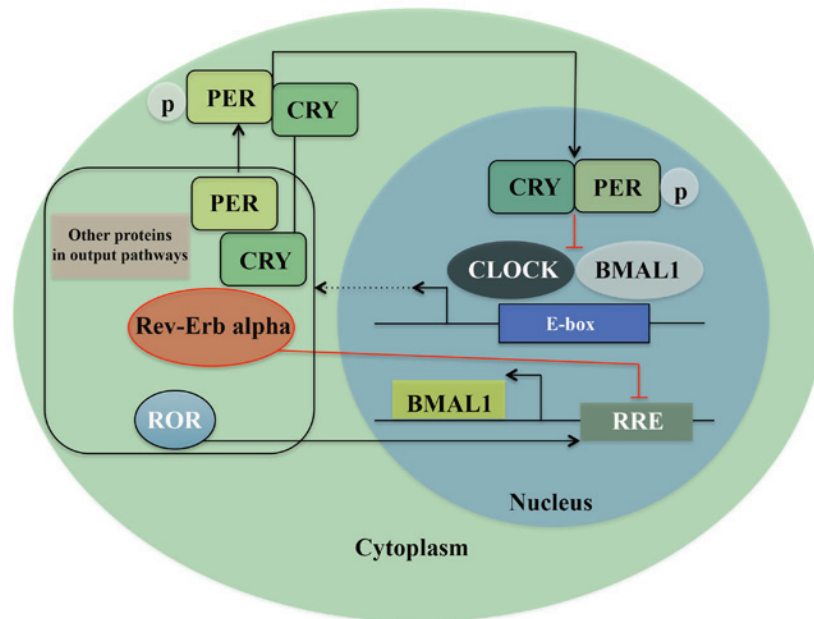 PER
p
CRY
CRY
PER
p
PER
Other proteins
in output pathways
CRY
CLOCK
BMAL1
Rev-Erb alpha
E-box
BMAL1
ROR
RRE
Nucleus
Cytoplasm